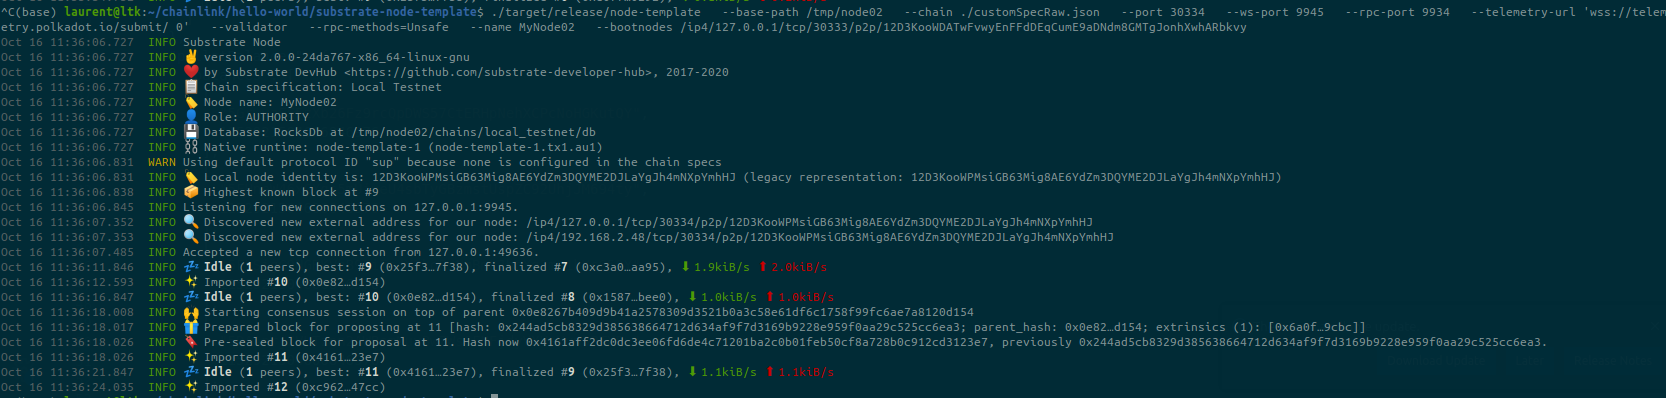 ^C(base) laurent@ltk:~/chainlink/hello-world/substrate-node-template$ ./target/release/node-template --base-path /tmp/node02 --chain ./customSpecRaw.json --port 30334 --ws-port 9945 --rpc-port 9934 --telemetry-url 'wss://telem
etry.polkadot.io/submit/ 0' --validator --rpc-methods=Unsafe --name MyNode02 --bootnodes /ip4/127.0.0.1/tcp/30333/p2p/12D3KooWDATwFvwyEnFFdDEqCumE9aDNdm8GMTgJonhXwhARbkvy
Oct 16 11:36:06.727 INFO Substrate Node
Oct 16 11:36:06.727 INFO ✌️ version 2.0.0-24da767-x86_64-linux-gnu
Oct 16 11:36:06.727 INFO ❤️ by Substrate DevHub <https://github.com/substrate-developer-hub>, 2017-2020
Oct 16 11:36:06.727 INFO 📋 Chain specification: Local Testnet
Oct 16 11:36:06.727 INFO 🏷 Node name: MyNode02
Oct 16 11:36:06.727 INFO 👤 Role: AUTHORITY
Oct 16 11:36:06.727 INFO 💾 Database: RocksDb at /tmp/node02/chains/local_testnet/db
Oct 16 11:36:06.727 INFO ⛓ Native runtime: node-template-1 (node-template-1.tx1.au1)
Oct 16 11:36:06.831 WARN Using default protocol ID "sup" because none is configured in the chain specs
Oct 16 11:36:06.831 INFO 🏷 Local node identity is: 12D3KooWPMsiGB63Mig8AE6YdZm3DQYME2DJLaYgJh4mNXpYmhHJ (legacy representation: 12D3KooWPMsiGB63Mig8AE6YdZm3DQYME2DJLaYgJh4mNXpYmhHJ)
Oct 16 11:36:06.838 INFO 📦 Highest known block at #9
Oct 16 11:36:06.845 INFO Listening for new connections on 127.0.0.1:9945.
Oct 16 11:36:07.352 INFO 🔍 Discovered new external address for our node: /ip4/127.0.0.1/tcp/30334/p2p/12D3KooWPMsiGB63Mig8AE6YdZm3DQYME2DJLaYgJh4mNXpYmhHJ
Oct 16 11:36:07.353 INFO 🔍 Discovered new external address for our node: /ip4/192.168.2.48/tcp/30334/p2p/12D3KooWPMsiGB63Mig8AE6YdZm3DQYME2DJLaYgJh4mNXpYmhHJ
Oct 16 11:36:07.485 INFO Accepted a new tcp connection from 127.0.0.1:49636.
Oct 16 11:36:11.846 INFO 💤 Idle (1 peers), best: #9 (0x25f3…7f38), finalized #7 (0xc3a0…aa95), ⬇ 1.9kiB/s ⬆ 2.0kiB/s
Oct 16 11:36:12.593 INFO ✨ Imported #10 (0x0e82…d154)
Oct 16 11:36:16.847 INFO 💤 Idle (1 peers), best: #10 (0x0e82…d154), finalized #8 (0x1587…bee0), ⬇ 1.0kiB/s ⬆ 1.0kiB/s
Oct 16 11:36:18.008 INFO 🙌 Starting consensus session on top of parent 0x0e8267b409d9b41a2578309d3521b0a3c58e61df6c1758f99fc6ae7a8120d154
Oct 16 11:36:18.017 INFO 🎁 Prepared block for proposing at 11 [hash: 0x244ad5cb8329d385638664712d634af9f7d3169b9228e959f0aa29c525cc6ea3; parent_hash: 0x0e82…d154; extrinsics (1): [0x6a0f…9cbc]]
Oct 16 11:36:18.026 INFO 🔖 Pre-sealed block for proposal at 11. Hash now 0x4161aff2dc0dc3ee06fd6de4c71201ba2c0b01feb50cf8a728b0c912cd3123e7, previously 0x244ad5cb8329d385638664712d634af9f7d3169b9228e959f0aa29c525cc6ea3.
Oct 16 11:36:18.026 INFO ✨ Imported #11 (0x4161…23e7)
Oct 16 11:36:21.847 INFO 💤 Idle (1 peers), best: #11 (0x4161…23e7), finalized #9 (0x25f3…7f38), ⬇ 1.1kiB/s ⬆ 1.1kiB/s
Oct 16 11:36:24.035 INFO ✨ Imported #12 (0xc962…47cc)